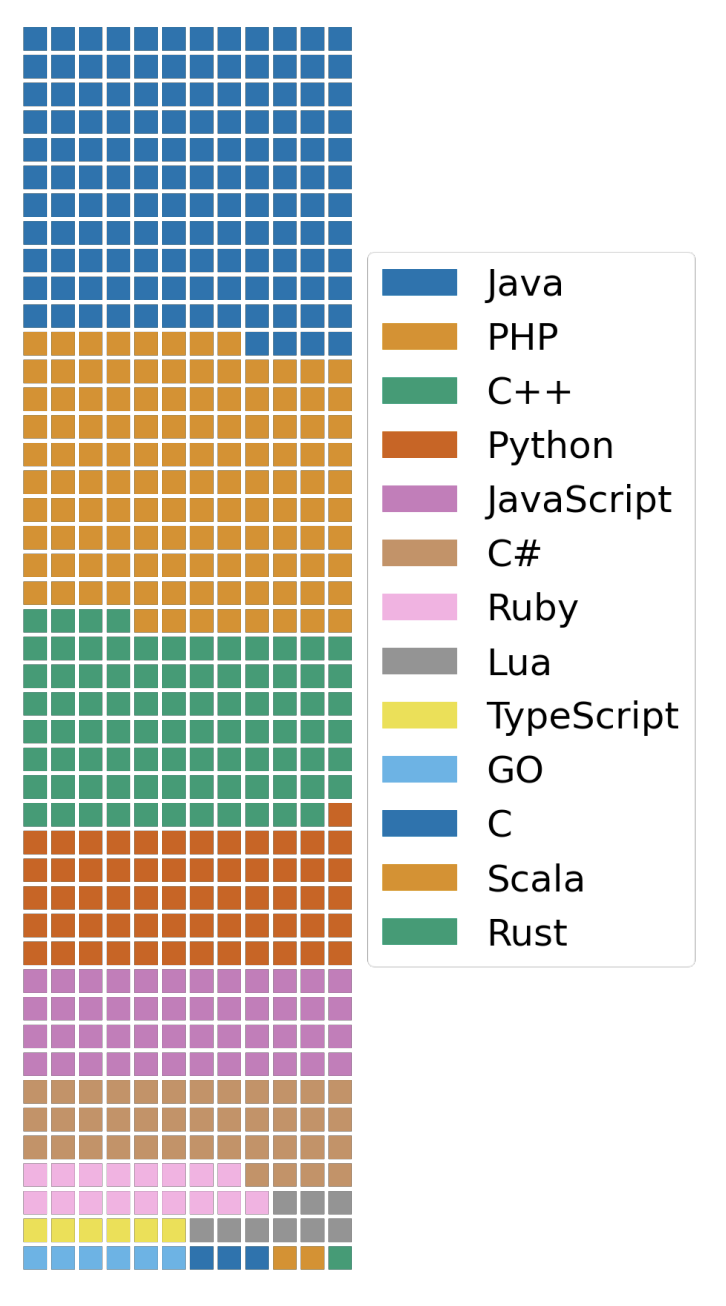 Java
PHP
C++
Python
JavaScript
C#
Ruby
Lua
TypeScript
GO
C
Scala
Rust